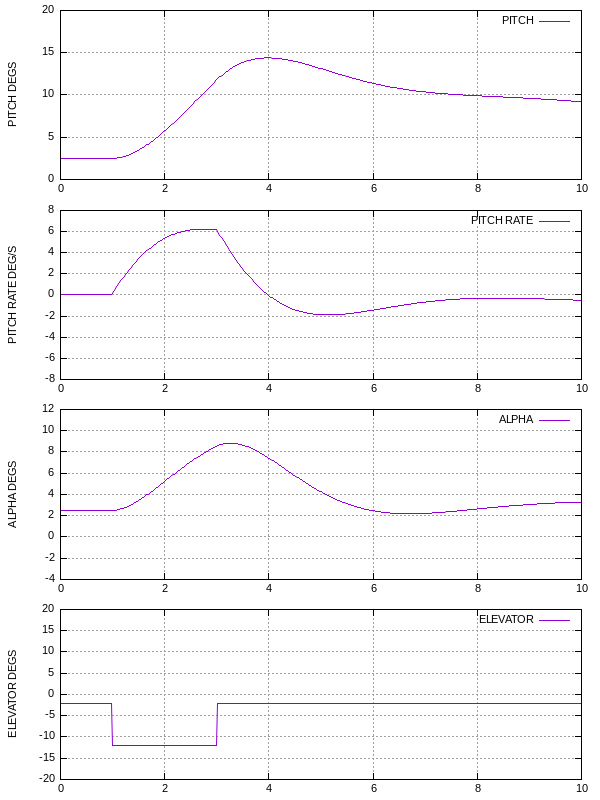 20
15
10
5
0
PITCH DEGS
PITCH
0 2 4 6 8 10
8
6
4
2
0
-2
-4
-6
-8
PITCH RATE DEG/S
PITCH RATE
0 2 4 6 8 10
12
10
8
6
4
2
0
-2
-4
ALPHA DEGS
ALPHA
0 2 4 6 8 10
20
15
10
5
0
-5
-10
-15
-20
ELEVATOR DEGS
ELEVATOR
0 2 4 6 8 10